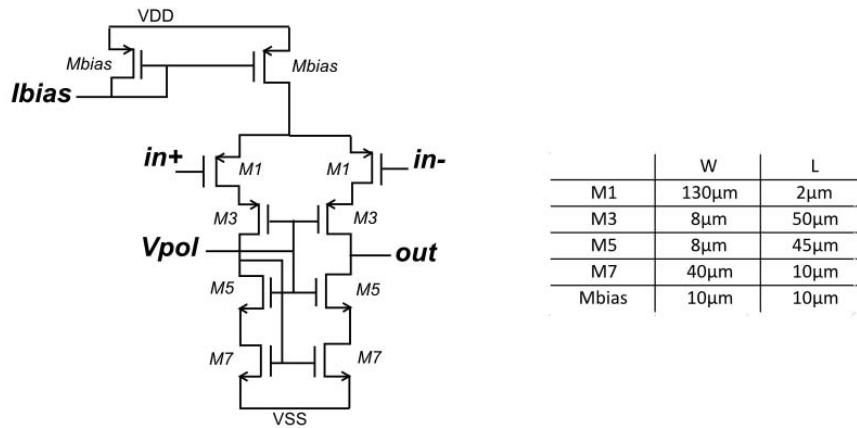 VDD
Mbias
Mbias
Ibias
in+
M1
M1
in-
M3
M3
Vpol
out
M5
M5
M7
M7
VSS
W L
M1 130µm 2µm
M3 8µm 50µm
M5 8µm 45µm
M7 40µm 10µm
Mbias 10µm 10µm